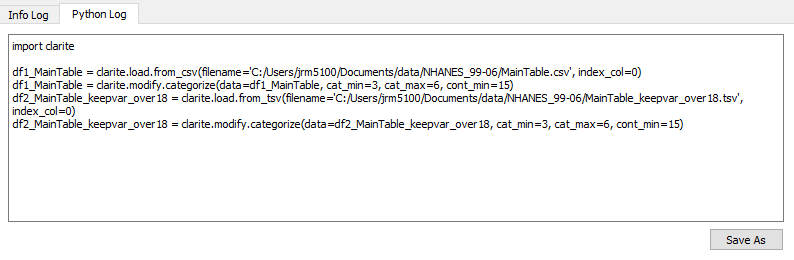 Info Log
Python Log
import clarite
df1_MainTable = clarite.load.from_csv(filename='C:/Users/jrm5100/Documents/data/NHANES_99-06/MainTable.csv', index_col=0)
df1_MainTable = clarite.modify.categorize(data=df1_MainTable, cat_min=3, cat_max=6, cont_min=15)
df2_MainTable_keepvar_over18 = clarite.load.from_tsv(filename='C:/Users/jrm5100/Documents/data/NHANES_99-06/MainTable_keepvar_over18.tsv',
index_col=0)
df2_MainTable_keepvar_over18 = clarite.modify.categorize(data=df2_MainTable_keepvar_over18, cat_min=3, cat_max=6, cont_min=15)
Save As